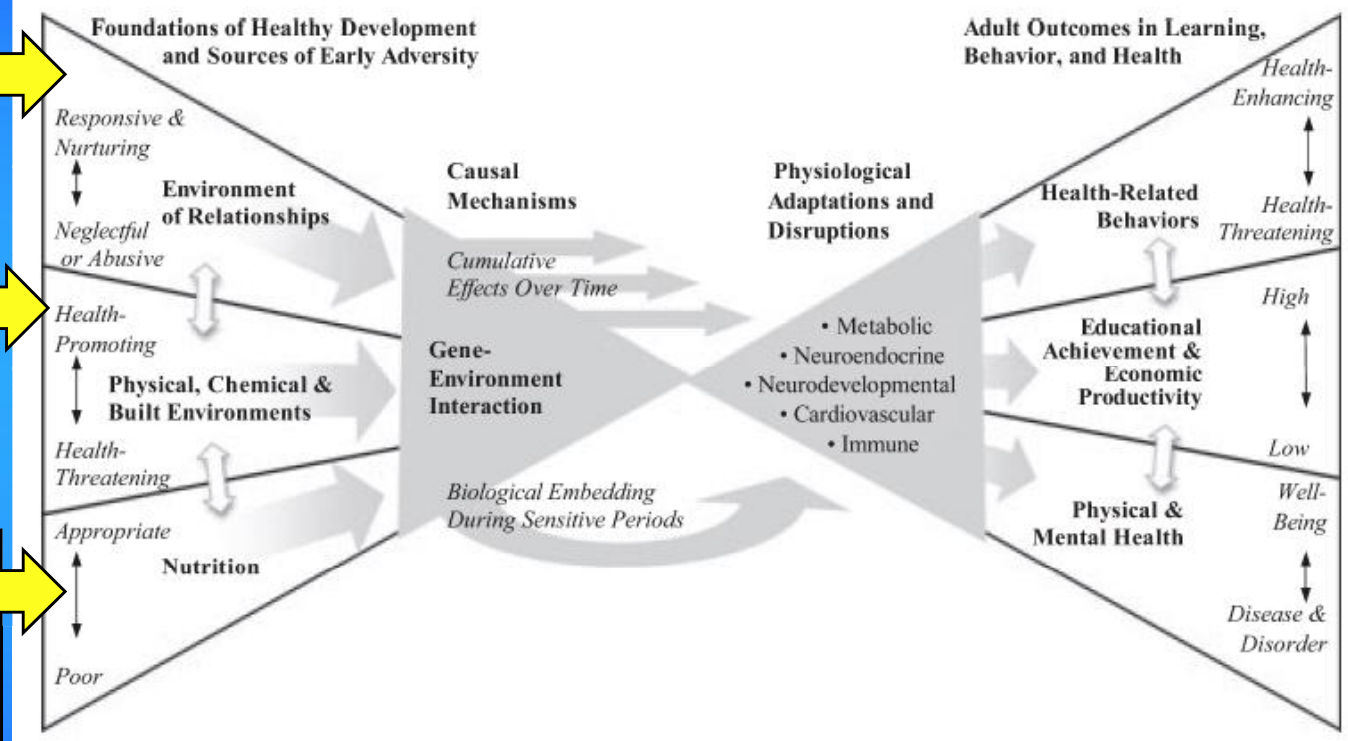 Foundations of Healthy Development
and Sources of Early Adversity
Responsive &
Nurturing
Environment
of Relationships
Neglectful
or Abusive
Health-
Promoting
Physical, Chemical &
Built Environments
Health-
Threatening
Appropriate
Nutrition
Poor
Causal
Mechanisms
Cumulative
Effects Over Time
Gene-
Environment
Interaction
Biological Embedding
During Sensitive Periods
Physiological
Adaptations and
Disruptions
• Metabolic
• Neuroendocrine
• Neurodevelopmental
• Cardiovascular
• Immune
Adult Outcomes in Learning,
Behavior, and Health
Health-
Enhancing
Health-Related
Behaviors
Health-
Threatening
High
Educational
Achievement &
Economic
Productivity
Low
Well-
Being
Physical &
Mental Health
Disease &
Disorder